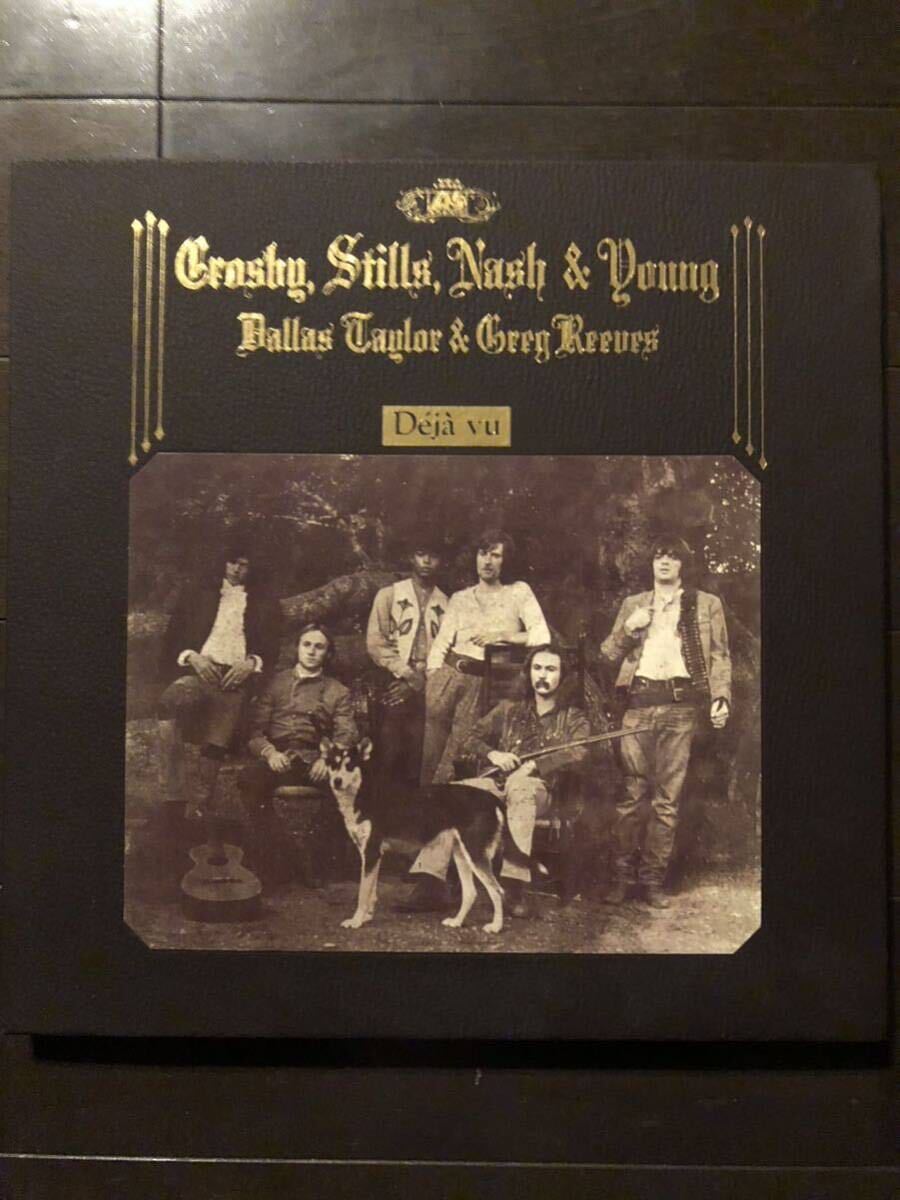 Crosby, Stills, Nash & Young
Dallas Taylor & Greg Reeves
Déjà vu